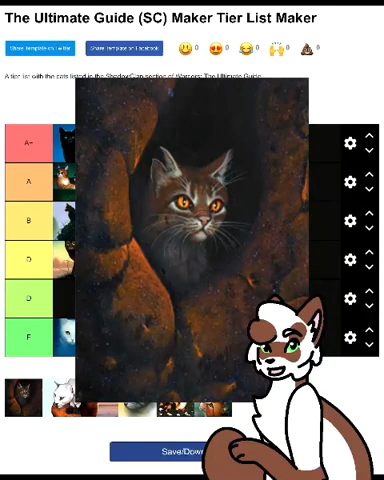 The Ultimate Guide (SC) Maker Tier List Maker
Share Template on Twitter
Share Template on Facebook
0
0
0
0
0
A tier list with the cats listed in the ShadowClan section of Warriors: The Ultimate Guide.
A+
A
B
D
D
F
Save/Down